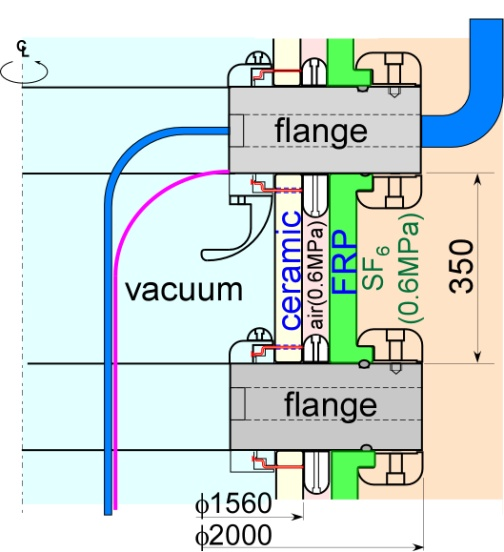 ℄
flange
vacuum
ceramic
air(0.6MPa)
FRP
SF₆
(0.6MPa)
350
flange
ϕ1560
ϕ2000